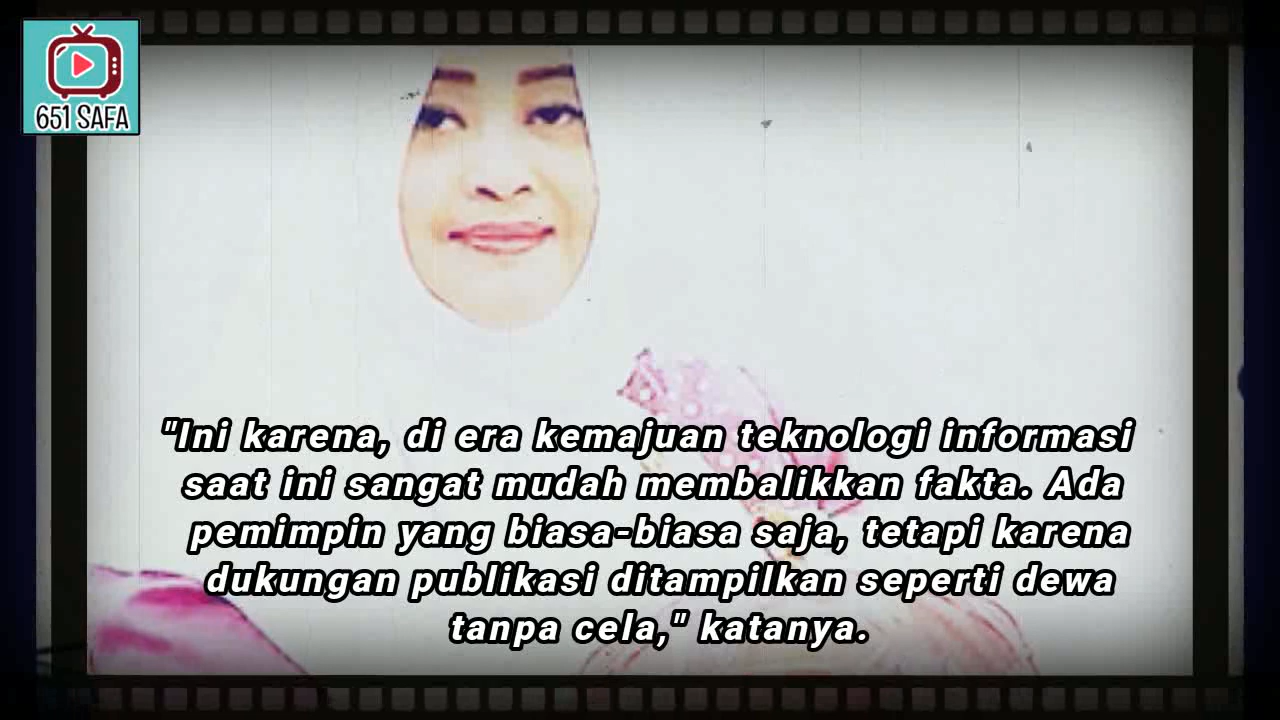 651 SAFA
"Ini karena, di era kemajuan teknologi informasi
saat ini sangat mudah membalikkan fakta. Ada
pemimpin yang biasa-biasa saja, tetapi karena
dukungan publikasi ditampilkan seperti dewa
tanpa cela," katanya.